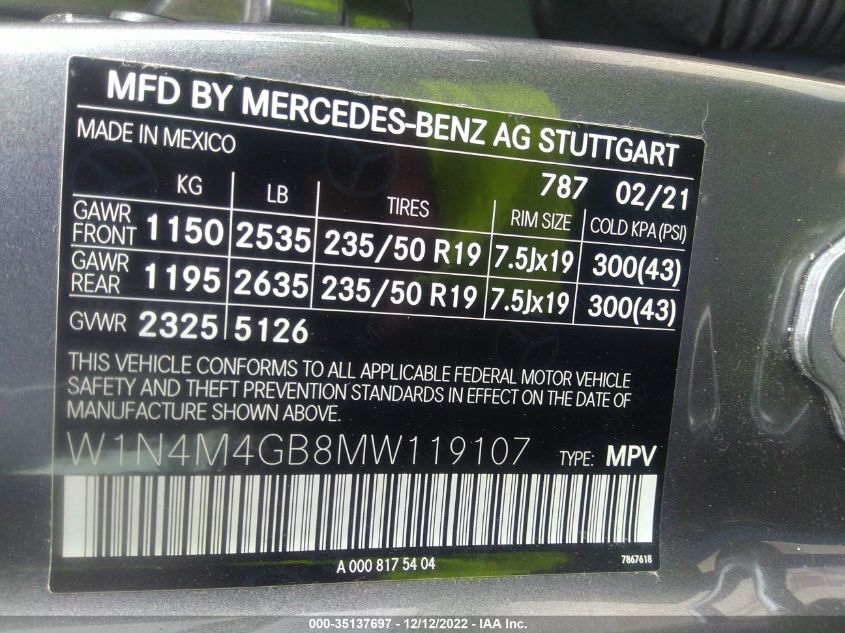 MFD BY MERCEDES-BENZ AG STUTTGART
MADE IN MEXICO
787 02/21
KG LB TIRES RIM SIZE COLD KPA (PSI)
GAWR FRONT 1150 2535 235/50 R19 7.5Jx19 300(43)
GAWR REAR 1195 2635 235/50 R19 7.5Jx19 300(43)
GVWR 2325 5126
THIS VEHICLE CONFORMS TO ALL APPLICABLE FEDERAL MOTOR VEHICLE
SAFETY AND THEFT PREVENTION STANDARDS IN EFFECT ON THE DATE OF
MANUFACTURE SHOWN ABOVE.
W1N4M4GB8MW119107 TYPE: MPV
A 000 817 54 04 7867618
000-35137697 - 12/12/2022 - IAA Inc.